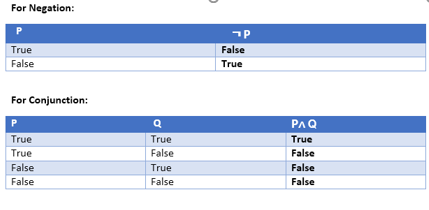 For Negation:
P ¬P
True False
False True
For Conjunction:
P Q P∧Q
True True True
True False False
False True False
False False False